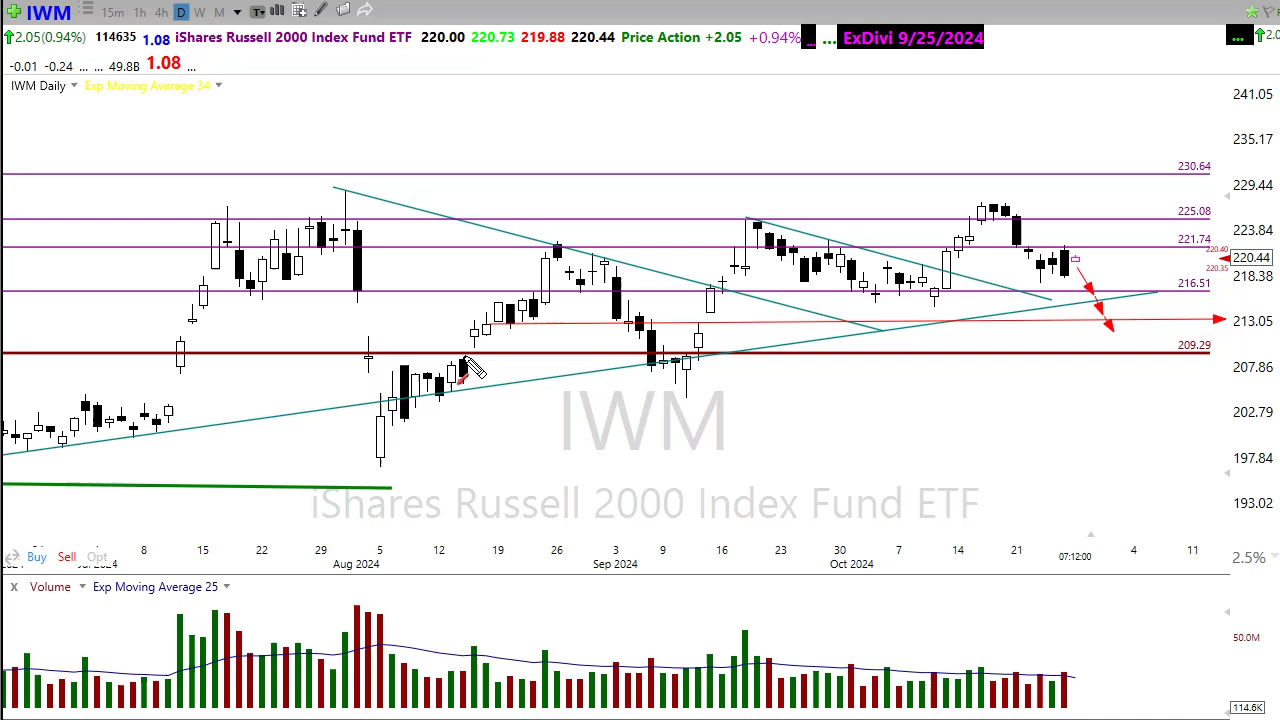 IWM 15m 1h 4h D W M T
2.05(0.94%) 114635 1.08 iShares Russell 2000 Index Fund ETF 220.00 220.73 219.88 220.44 Price Action +2.05 +0.94% ... ... ExDivi 9/25/2024 ...
-0.01 -0.24 ... ... 49.8B 1.08 ...
IWM Daily Exp Moving Average 34
241.05
235.17
230.64
229.44
225.08
223.84
221.74
220.40
220.44
220.35
218.38
216.51
213.05
209.29
207.86
202.79
197.84
193.02
IWM
iShares Russell 2000 Index Fund ETF
8 15 22 29 5 12 19 26 3 9 16 23 30 7 14 21 07:12:00 4 11
Buy Sell Opt
Aug 2024 Sep 2024 Oct 2024
2.5%
X Volume Exp Moving Average 25
50.0M
114.6K